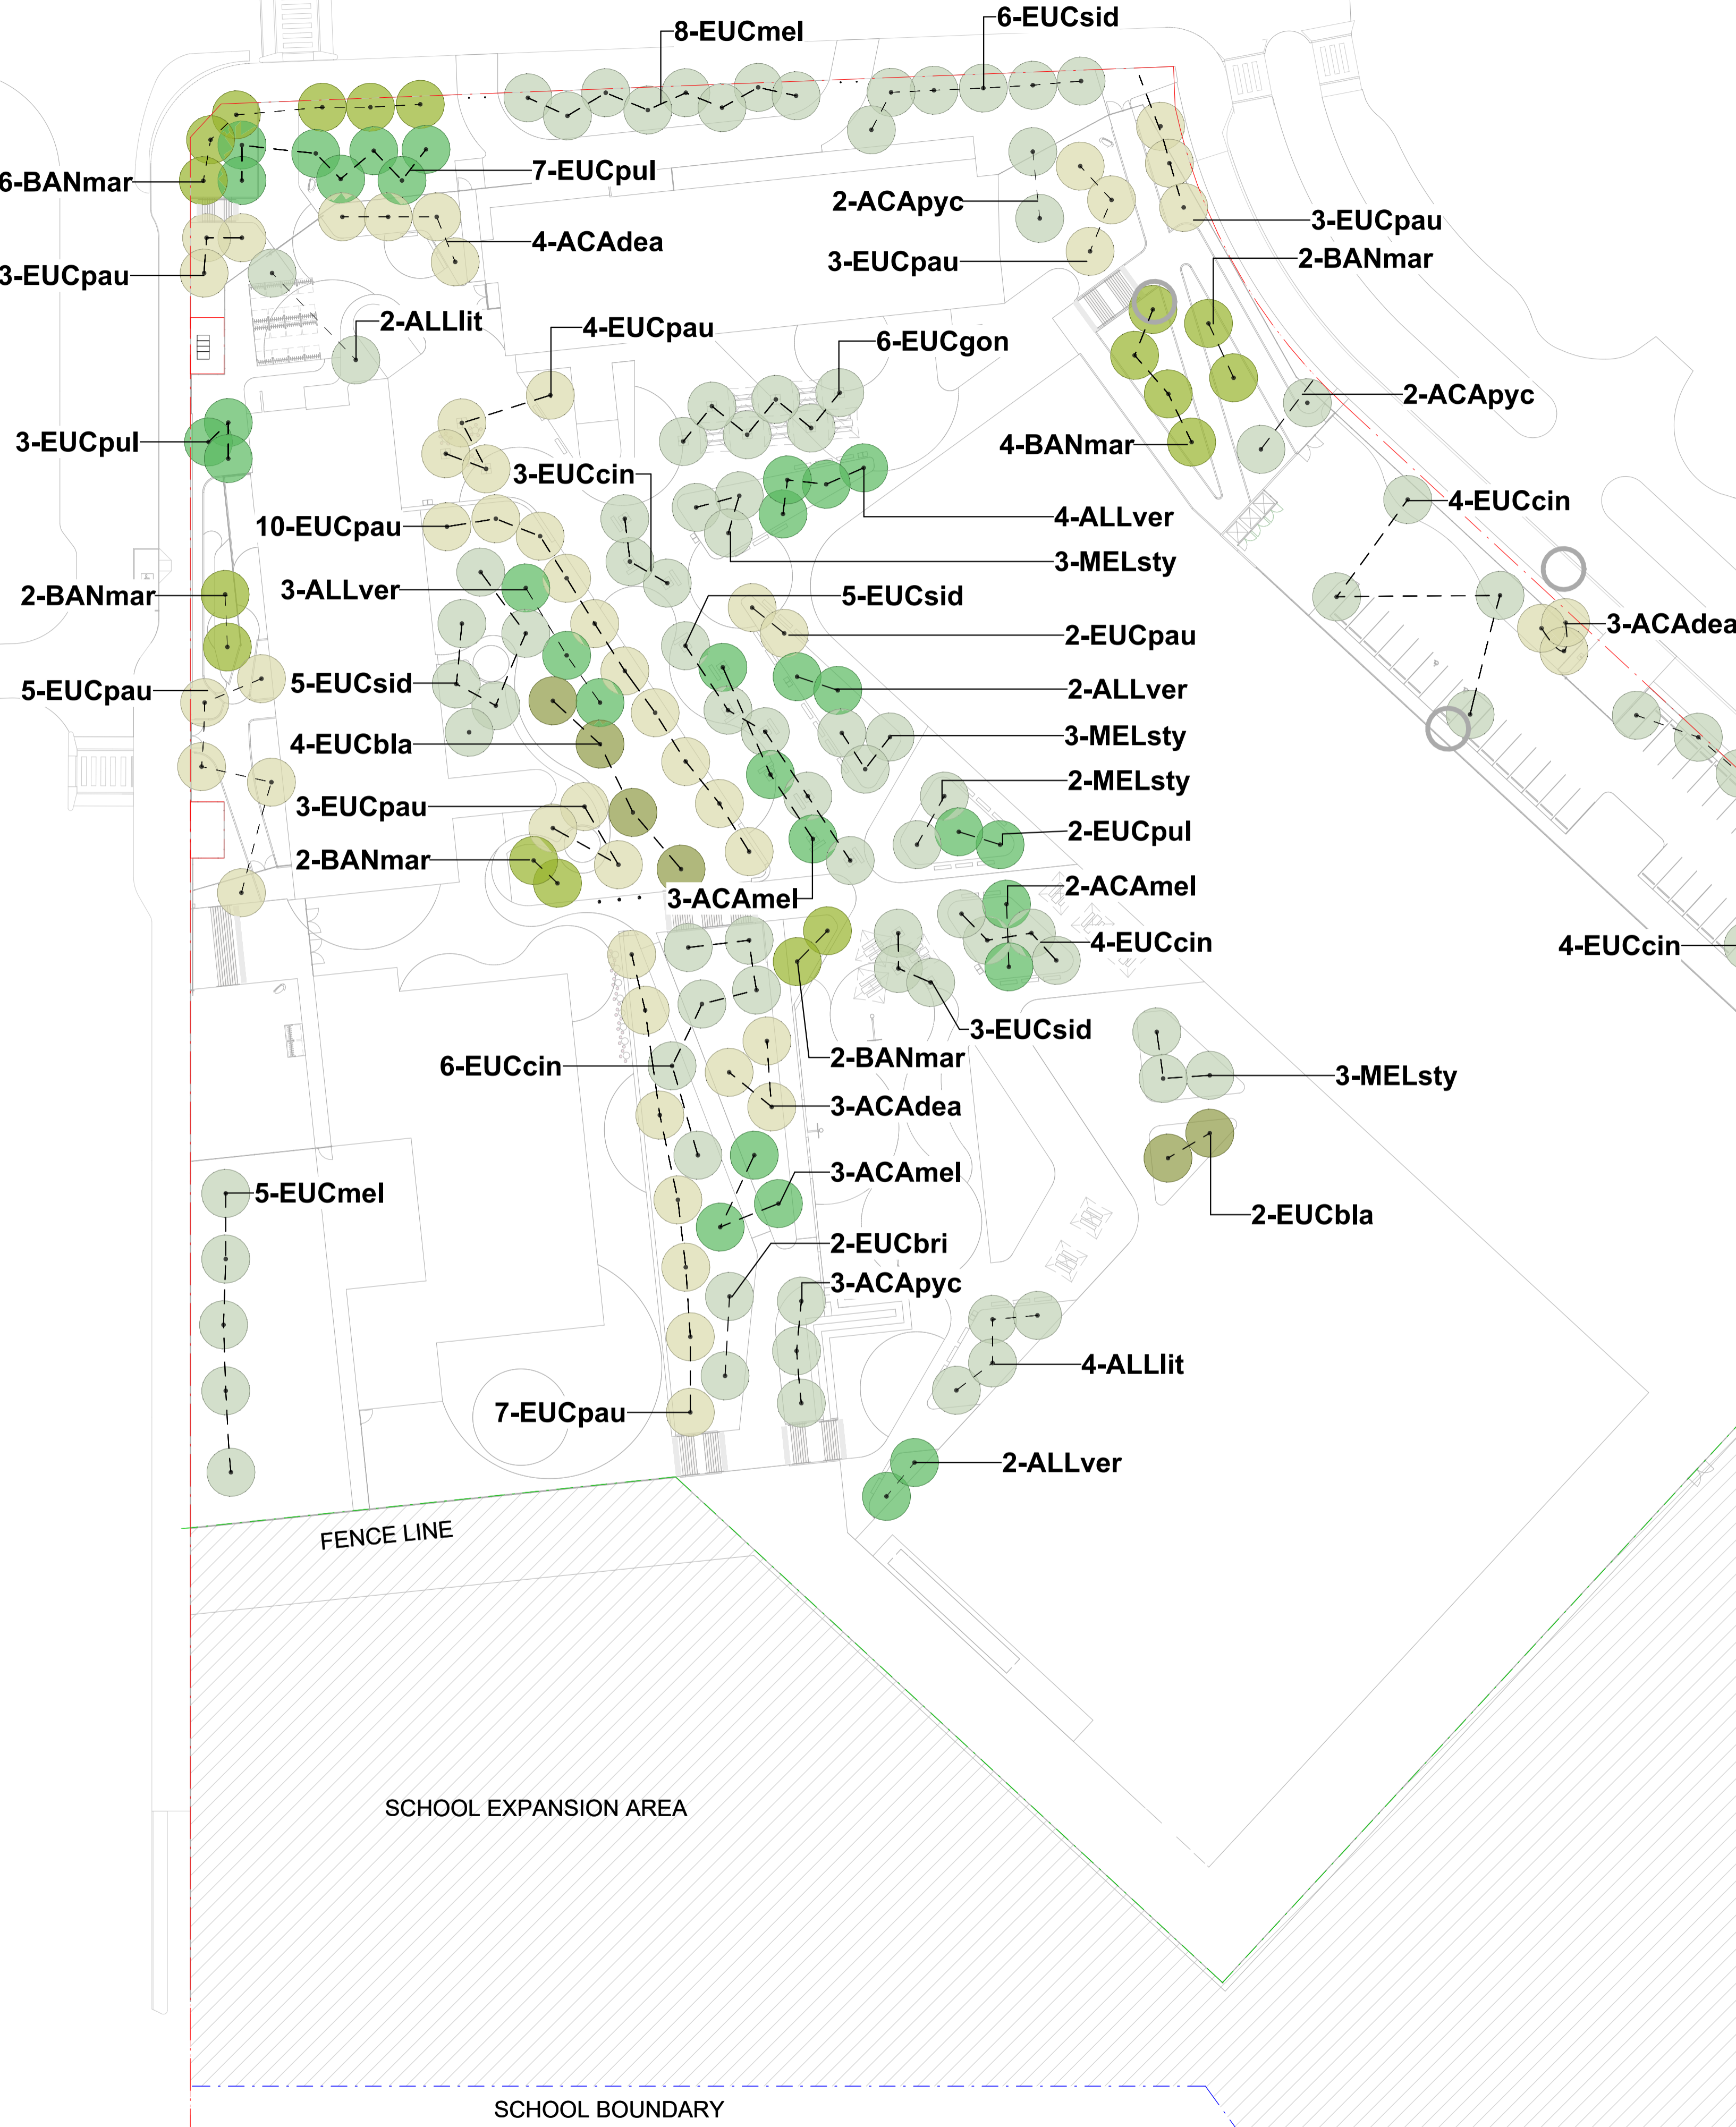 6-EUCsid
8-EUCmel
7-EUCpul
6-BANmar
2-ACApyc
3-EUCpau
4-ACAdea
2-BANmar
3-EUCpau
3-EUCpau
2-ALLlit
4-EUCpau
6-EUCgon
2-ACApyc
3-EUCpul
4-BANmar
3-EUCcin
4-EUCcin
4-ALLver
10-EUCpau
3-MELsty
3-ALLver
2-BANmar
5-EUCsid
3-ACAdea
2-EUCpau
5-EUCsid
5-EUCpau
2-ALLver
3-MELsty
4-EUCbla
2-MELsty
3-EUCpau
2-EUCpul
2-BANmar
2-ACAmel
3-ACAmel
4-EUCcin
4-EUCcin
3-EUCsid
2-BANmar
6-EUCcin
3-MELsty
3-ACAdea
3-ACAmel
5-EUCmel
2-EUCbla
2-EUCbri
3-ACApyc
4-ALLlit
7-EUCpau
2-ALLver
FENCE LINE
SCHOOL EXPANSION AREA
SCHOOL BOUNDARY